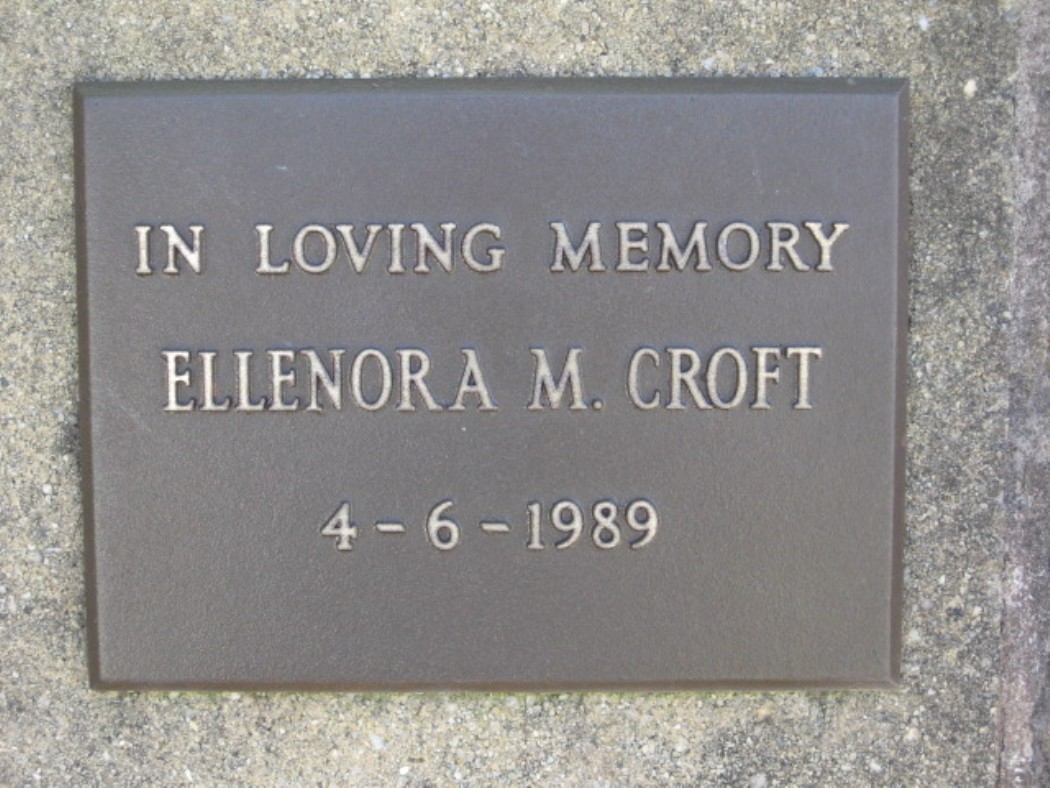 IN LOVING MEMORY
ELLENORA M. CROFT
4-6-1989